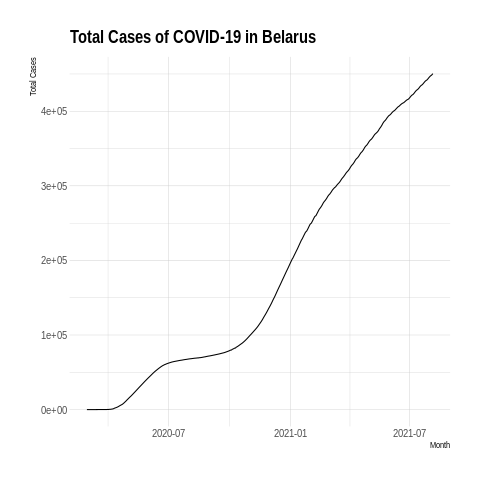 Total Cases of COVID-19 in Belarus
Total Cases
4e+05
3e+05
2e+05
1e+05
0e+00
2020-07 2021-01 2021-07
Month